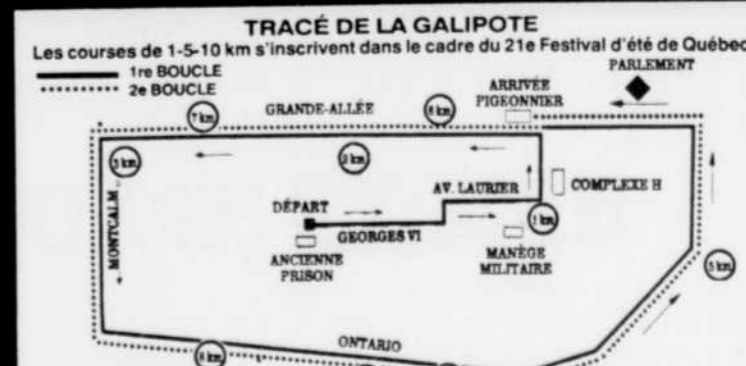 TRACÉ DE LA GALIPOTE
Les courses de 1-5-10 km s'inscrivent dans le cadre du 21e Festival d'été de Québec
1re BOUCLE
2e BOUCLE
PARLEMENT
ARRIVÉE
PIGEONNIER
GRANDE-ALLÉE
7 km
2 km
3 km
AV. LAURIER
COMPLEXE H
DÉPART
1 km
MONTCALM
GEORGES VI
ANCIENNE
PRISON
MANÈGE
MILITAIRE
5 km
ONTARIO
8 km